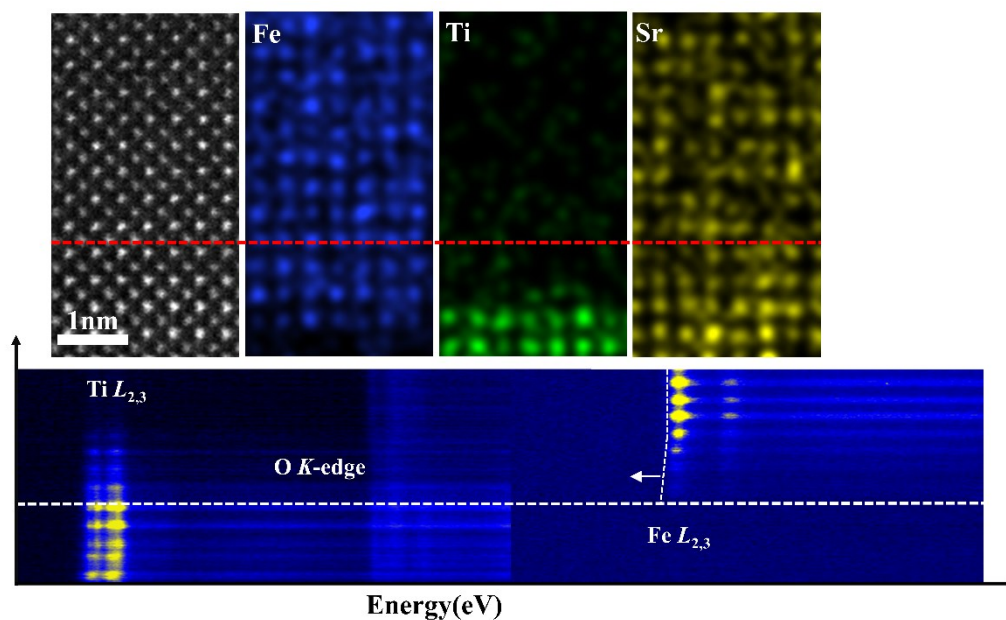 Fe
Ti
Sr
1nm
Ti L2,3
O K-edge
Fe L2,3
Energy(eV)